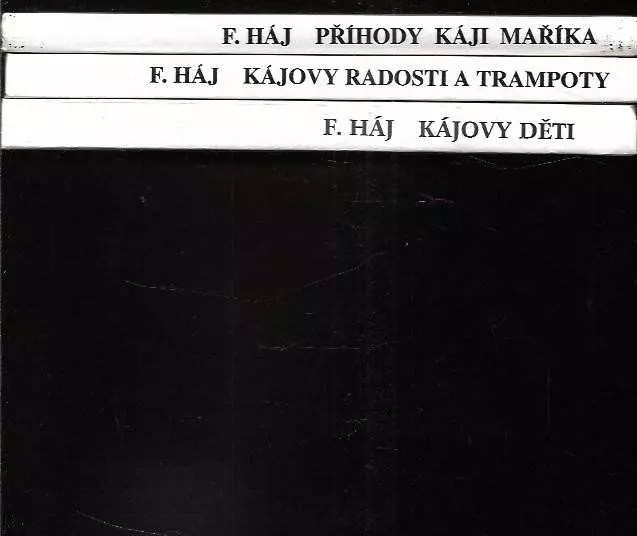 F. HÁJ PŘÍHODY KÁJI MAŘÍKA
F. HÁJ KÁJOVY RADOSTI A TRAMPOTY
F. HÁJ KÁJOVY DĚTI